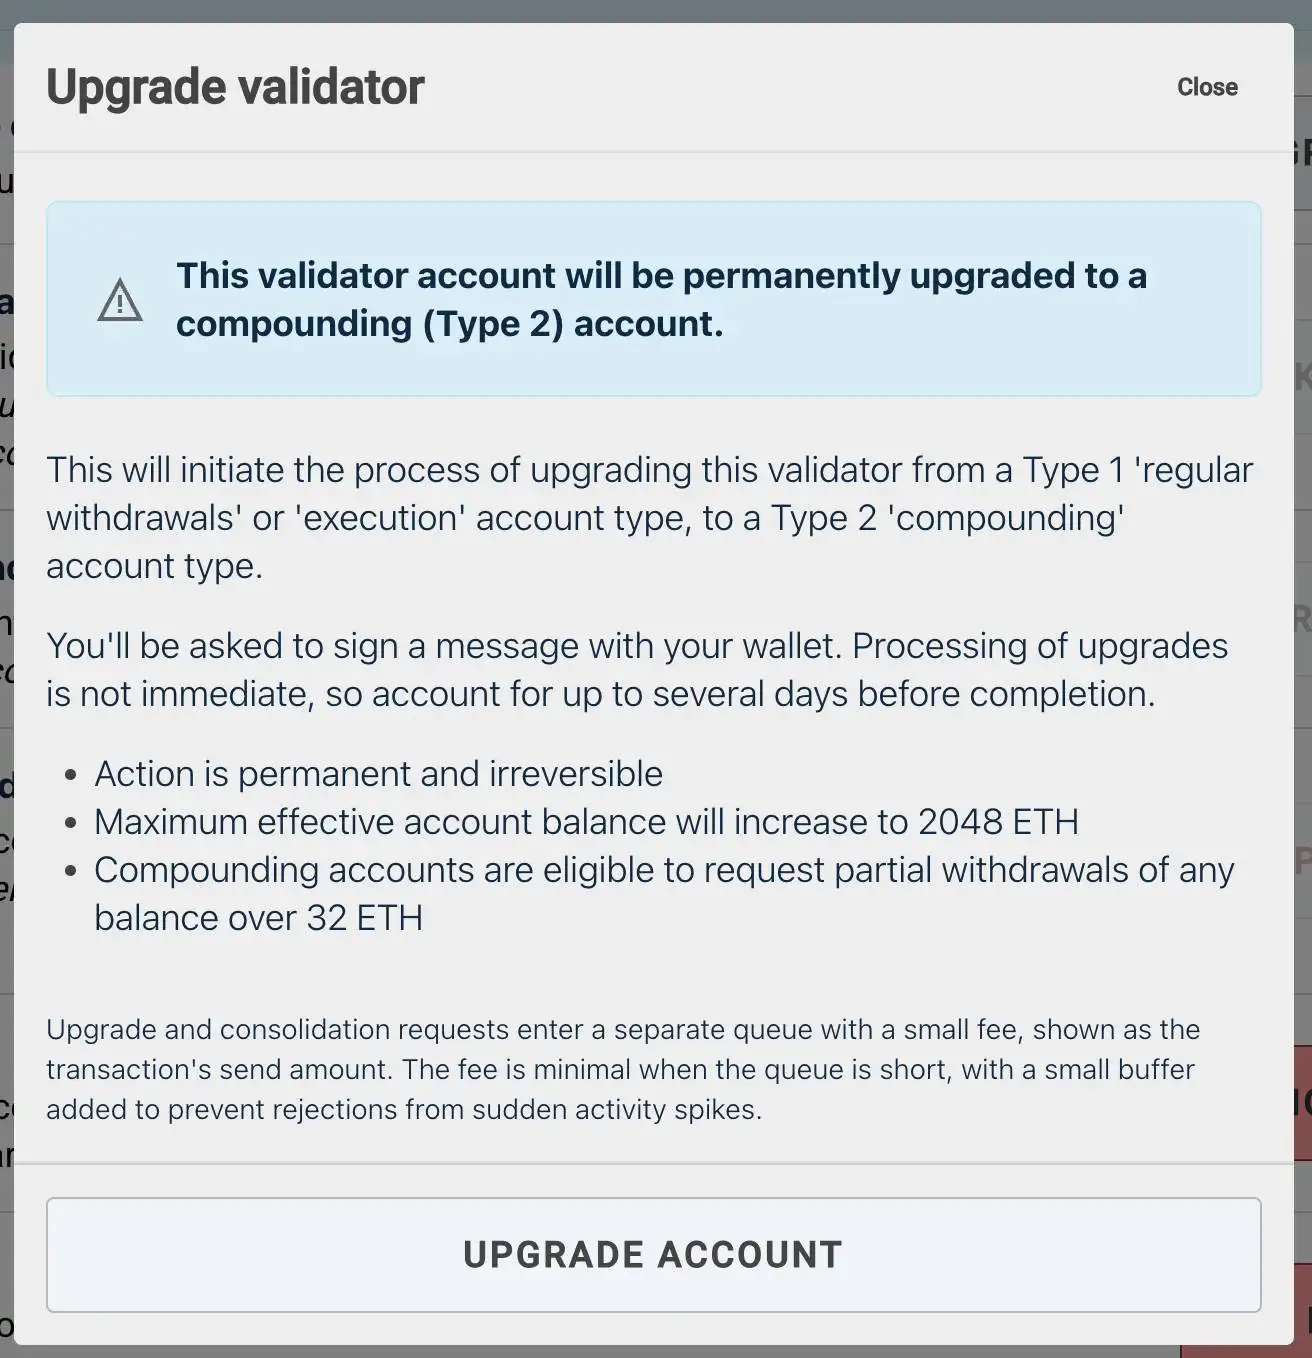 Upgrade validator
Close
This validator account will be permanently upgraded to a
compounding (Type 2) account.
This will initiate the process of upgrading this validator from a Type 1 'regular
withdrawals' or 'execution' account type, to a Type 2 'compounding'
account type.
You'll be asked to sign a message with your wallet. Processing of upgrades
is not immediate, so account for up to several days before completion.
• Action is permanent and irreversible
• Maximum effective account balance will increase to 2048 ETH
• Compounding accounts are eligible to request partial withdrawals of any
balance over 32 ETH
Upgrade and consolidation requests enter a separate queue with a small fee, shown as the
transaction's send amount. The fee is minimal when the queue is short, with a small buffer
added to prevent rejections from sudden activity spikes.
UPGRADE ACCOUNT